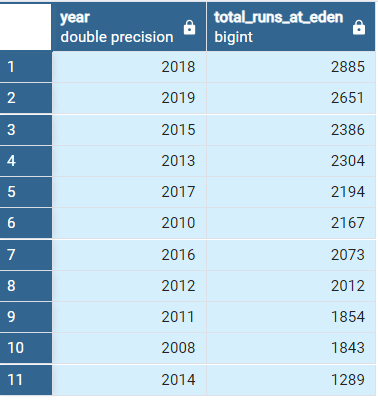 year total_runs_at_eden
double precision bigint
1 2018 2885
2 2019 2651
3 2015 2386
4 2013 2304
5 2017 2194
6 2010 2167
7 2016 2073
8 2012 2012
9 2011 1854
10 2008 1843
11 2014 1289